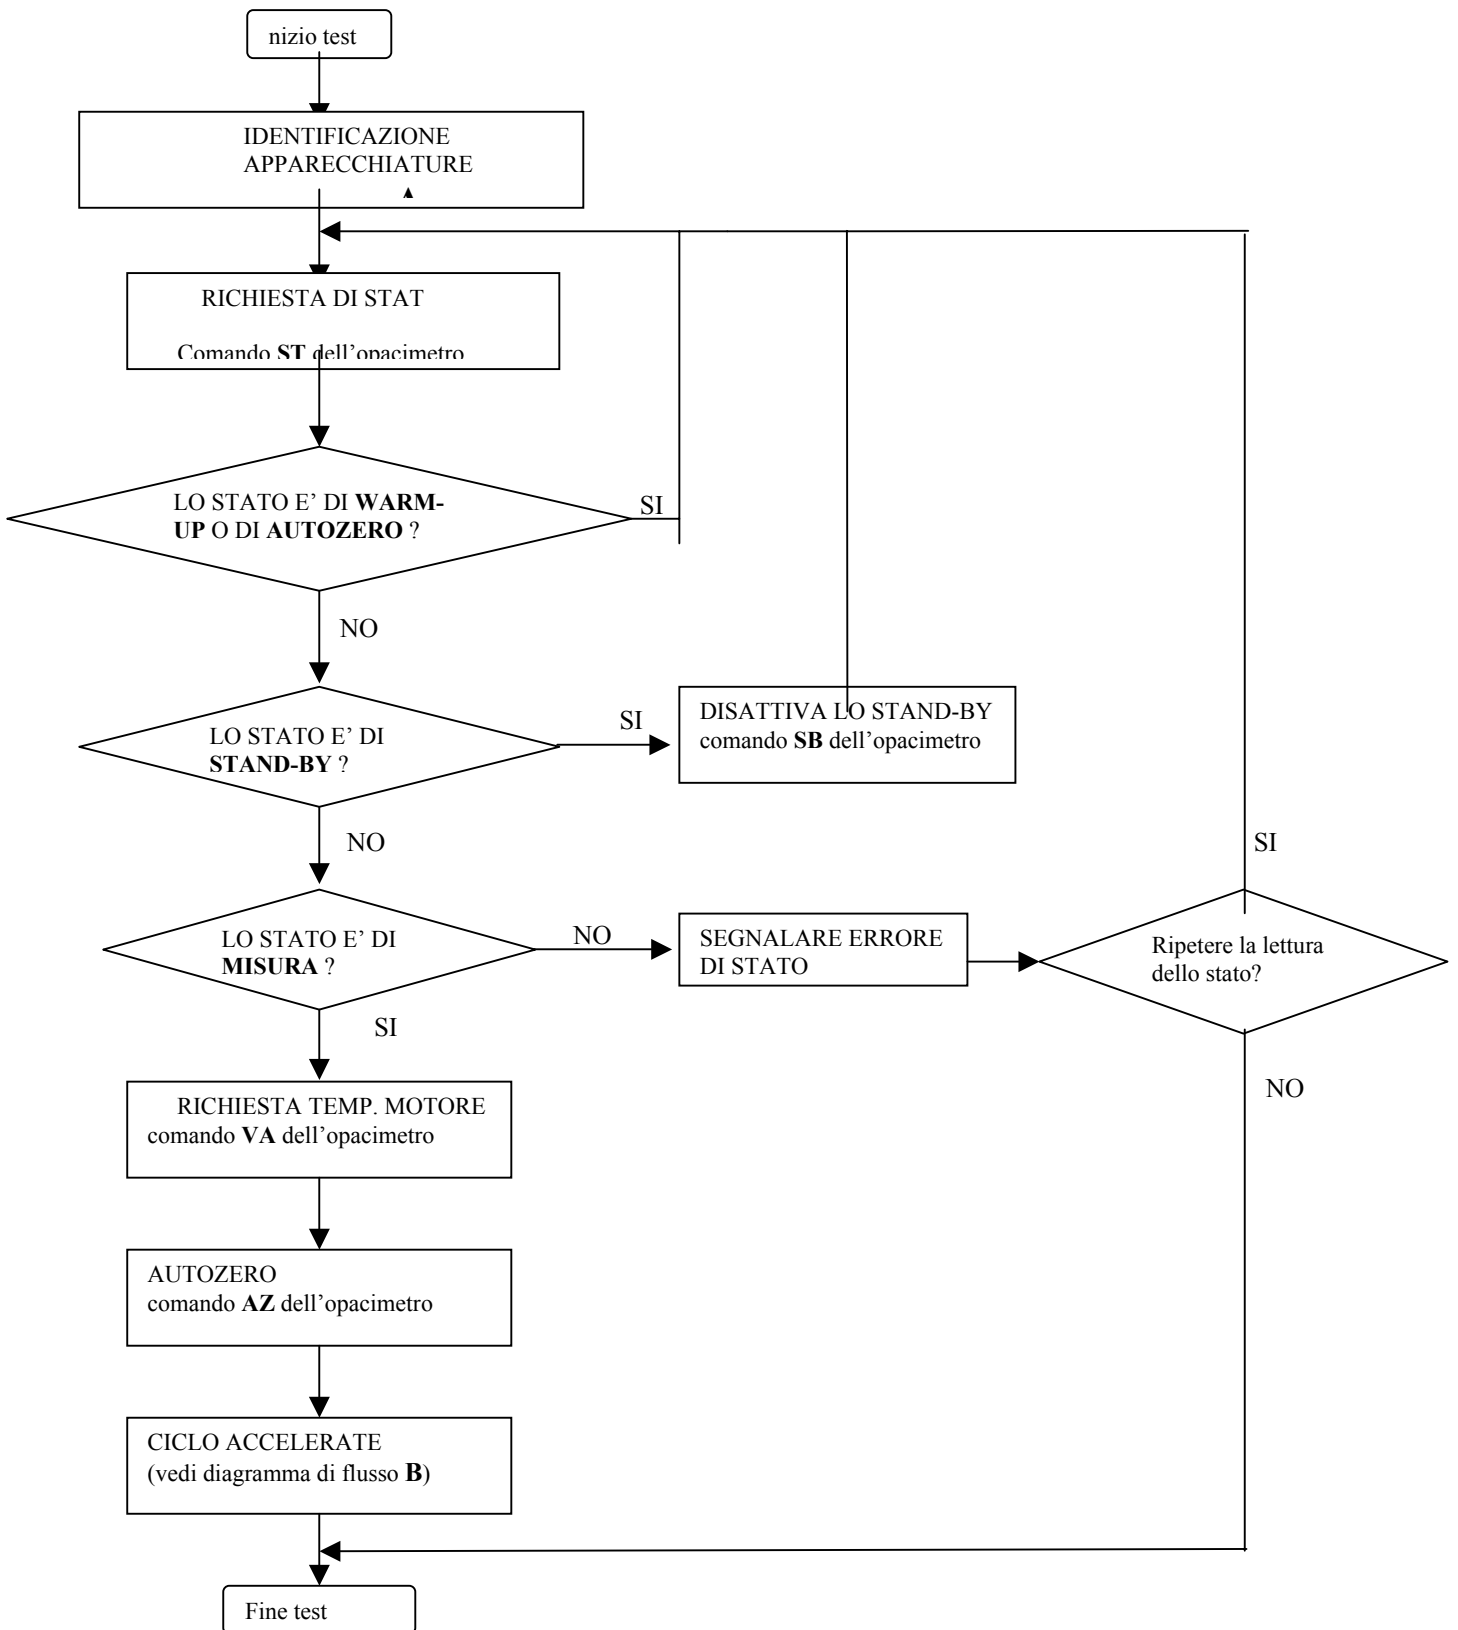 nizio test
IDENTIFICAZIONE
APPARECCHIATURE
RICHIESTA DI STAT
Comando ST dell’opacimetro
LO STATO E’ DI WARM-
UP O DI AUTOZERO ?
SI
NO
LO STATO E’ DI
STAND-BY ?
SI
DISATTIVA LO STAND-BY
comando SB dell’opacimetro
NO
LO STATO E’ DI
MISURA ?
NO
SEGNALARE ERRORE
DI STATO
Ripetere la lettura
dello stato?
SI
NO
SI
RICHIESTA TEMP. MOTORE
comando VA dell’opacimetro
AUTOZERO
comando AZ dell’opacimetro
CICLO ACCELERATE
(vedi diagramma di flusso B)
Fine test